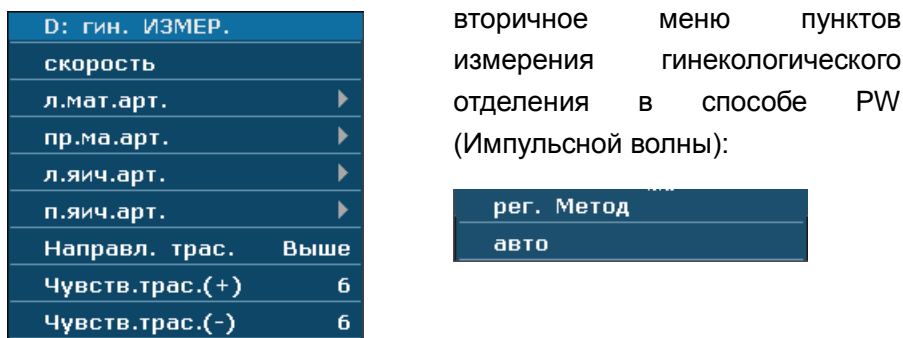 D: гин. ИЗМЕР.
скорость
л.мат.арт.
пр.ма.арт.
л.яич.арт.
п.яич.арт.
Направл. трас. Выше
Чувств.трас.(+) 6
Чувств.трас.(-) 6
вторичное меню пунктов
измерения гинекологического
отделения в способе PW
(Импульсной волны):
рег. Метод
авто